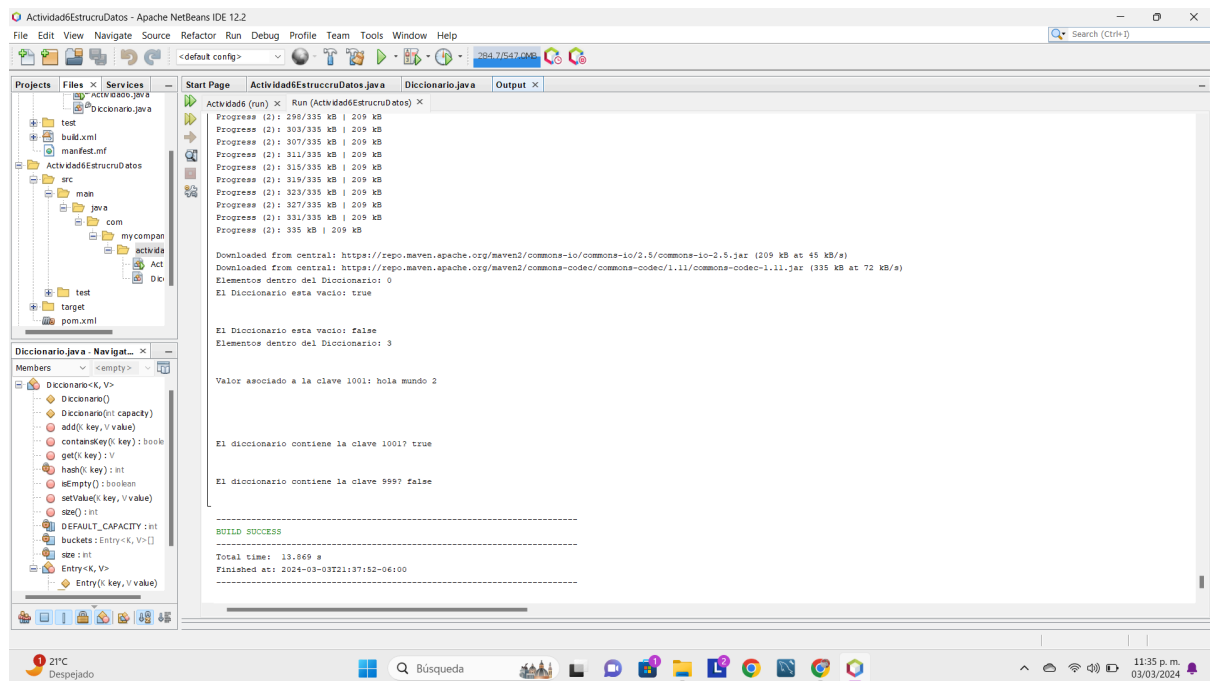 Actividad6EstrucruDatos - Apache NetBeans IDE 12.2
File Edit View Navigate Source Refactor Run Debug Profile Team Tools Window Help
Search (Ctrl+I)
<default config>
284.7/547.0MB
Projects Files Services
Start Page Actividad6EstruccruDatos.java Diccionario.java Output
Actividad6.java
Diccionario.java
test
build.xml
manifest.mf
Actividad6EstrucruDatos
src
main
java
com
mycompan
activida
Act
Dic
test
target
pom.xml
Actividad6 (run) Run (Actividad6EstrucruDatos)
Progress (2): 298/335 kB | 209 kB
Progress (2): 303/335 kB | 209 kB
Progress (2): 307/335 kB | 209 kB
Progress (2): 311/335 kB | 209 kB
Progress (2): 315/335 kB | 209 kB
Progress (2): 319/335 kB | 209 kB
Progress (2): 323/335 kB | 209 kB
Progress (2): 327/335 kB | 209 kB
Progress (2): 331/335 kB | 209 kB
Progress (2): 335 kB | 209 kB
Downloaded from central: https://repo.maven.apache.org/maven2/commons-io/commons-io/2.5/commons-io-2.5.jar (209 kB at 45 kB/s)
Downloaded from central: https://repo.maven.apache.org/maven2/commons-codec/commons-codec/1.11/commons-codec-1.11.jar (335 kB at 72 kB/s)
Elementos dentro del Diccionario: 0
El Diccionario esta vacio: true
El Diccionario esta vacio: false
Elementos dentro del Diccionario: 3
Valor asociado a la clave 1001: hola mundo 2
El diccionario contiene la clave 1001? true
El diccionario contiene la clave 999? false
BUILD SUCCESS
Total time: 13.869 s
Finished at: 2024-03-03T21:37:52-06:00
Diccionario.java - Navigat...
Members <empty>
Diccionario<K, V>
Diccionario()
Diccionario(int capacity)
add(K key, V value)
containsKey(K key) : boole
get(K key) : V
hash(K key) : int
isEmpty() : boolean
setValue(K key, V value)
size() : int
DEFAULT_CAPACITY : int
buckets : Entry<K, V>[]
size : int
Entry<K, V>
Entry(K key, V value)
1
21°C
Despejado
Búsqueda
1
2
11:35 p. m.
03/03/2024